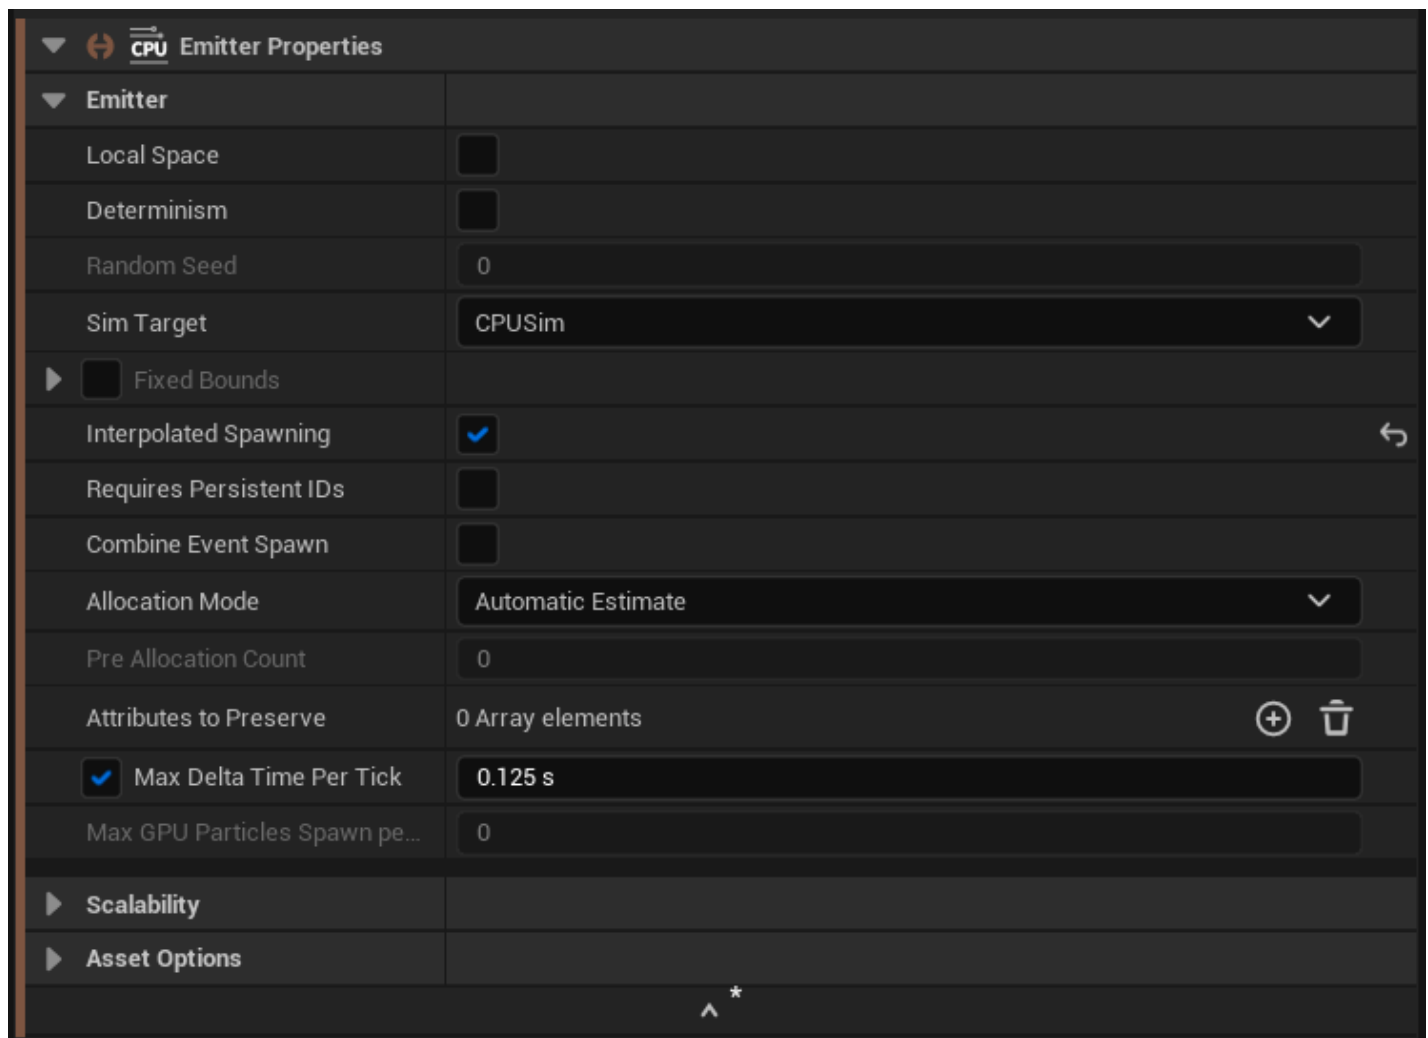 CPU Emitter Properties
Emitter
Local Space
Determinism
Random Seed 0
Sim Target CPUSim
Fixed Bounds
Interpolated Spawning
Requires Persistent IDs
Combine Event Spawn
Allocation Mode Automatic Estimate
Pre Allocation Count 0
Attributes to Preserve 0 Array elements
Max Delta Time Per Tick 0.125 s
Max GPU Particles Spawn pe... 0
Scalability
Asset Options
*